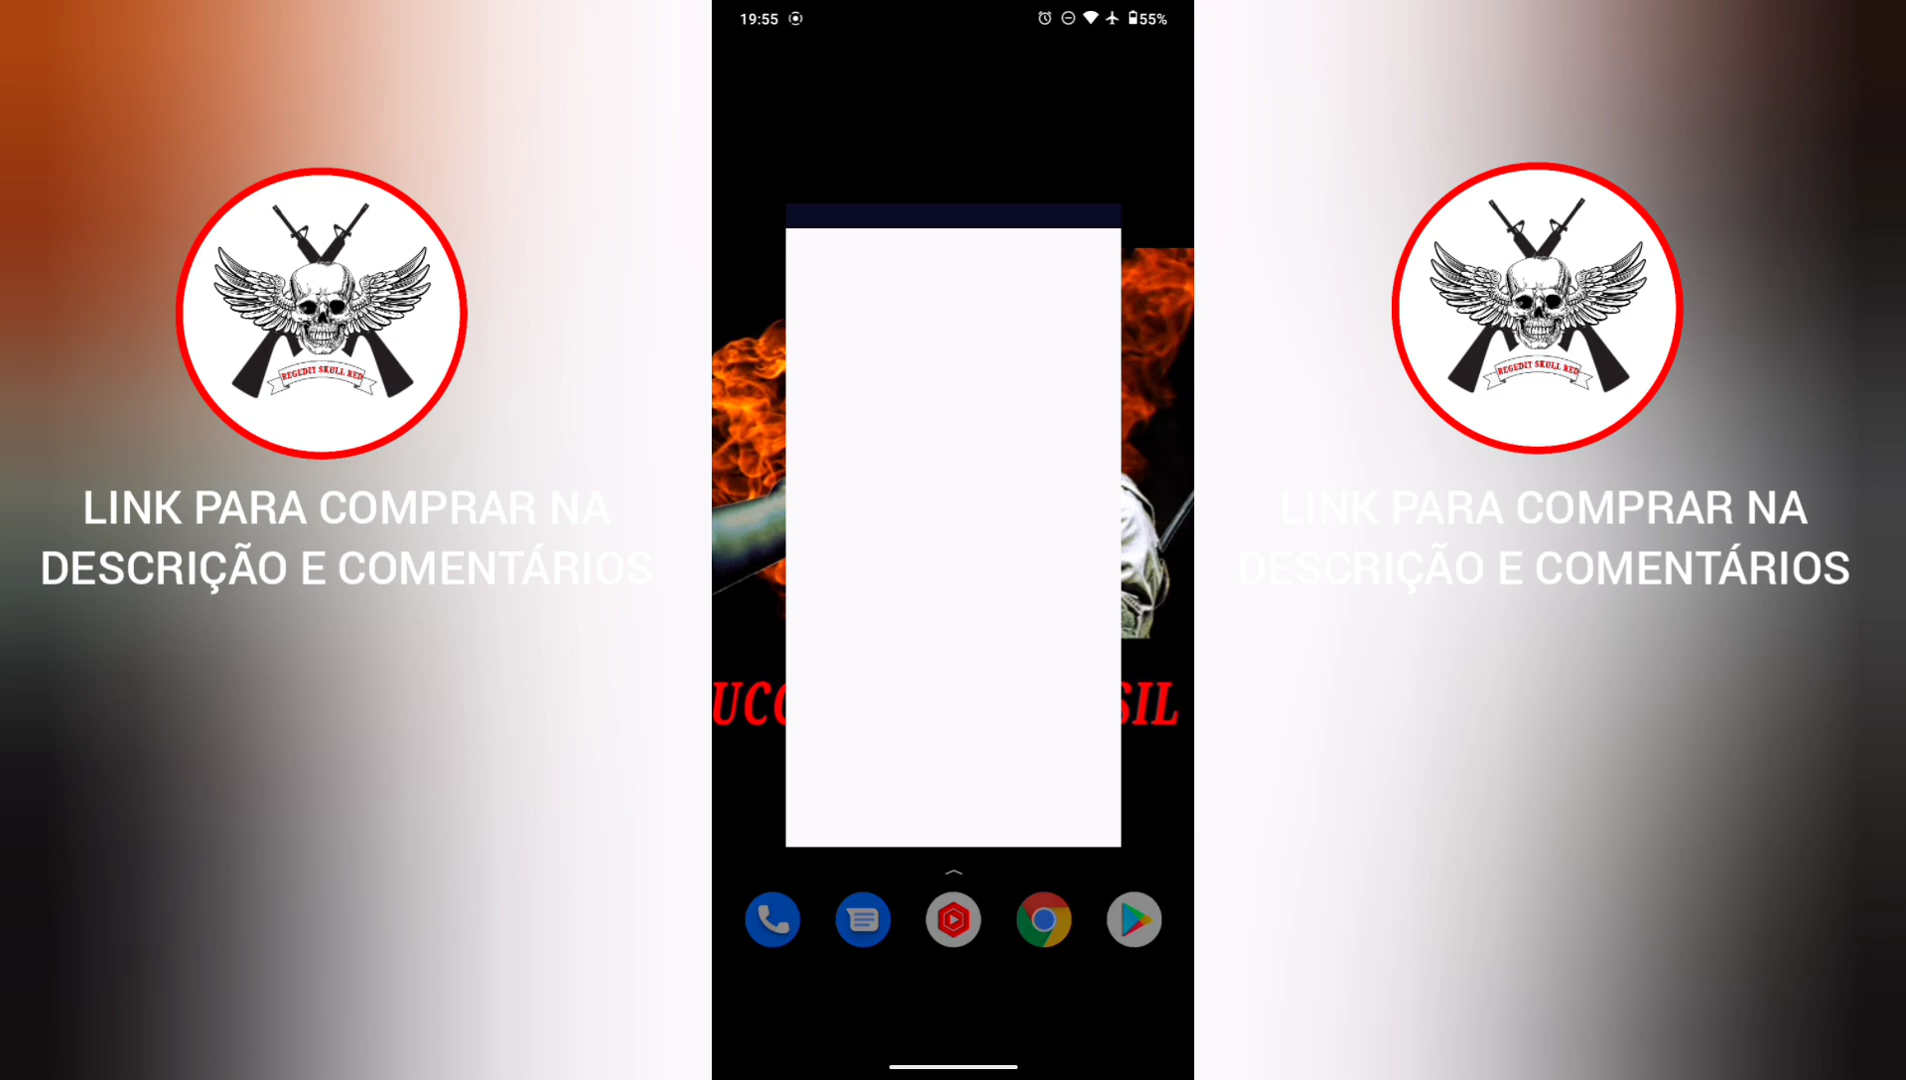 19:55
55%
REGEDIT SKULL RED
LINK PARA COMPRAR NA
DESCRIÇÃO E COMENTÁRIOS
REGEDIT SKULL RED
LINK PARA COMPRAR NA
DESCRIÇÃO E COMENTÁRIOS
SIL